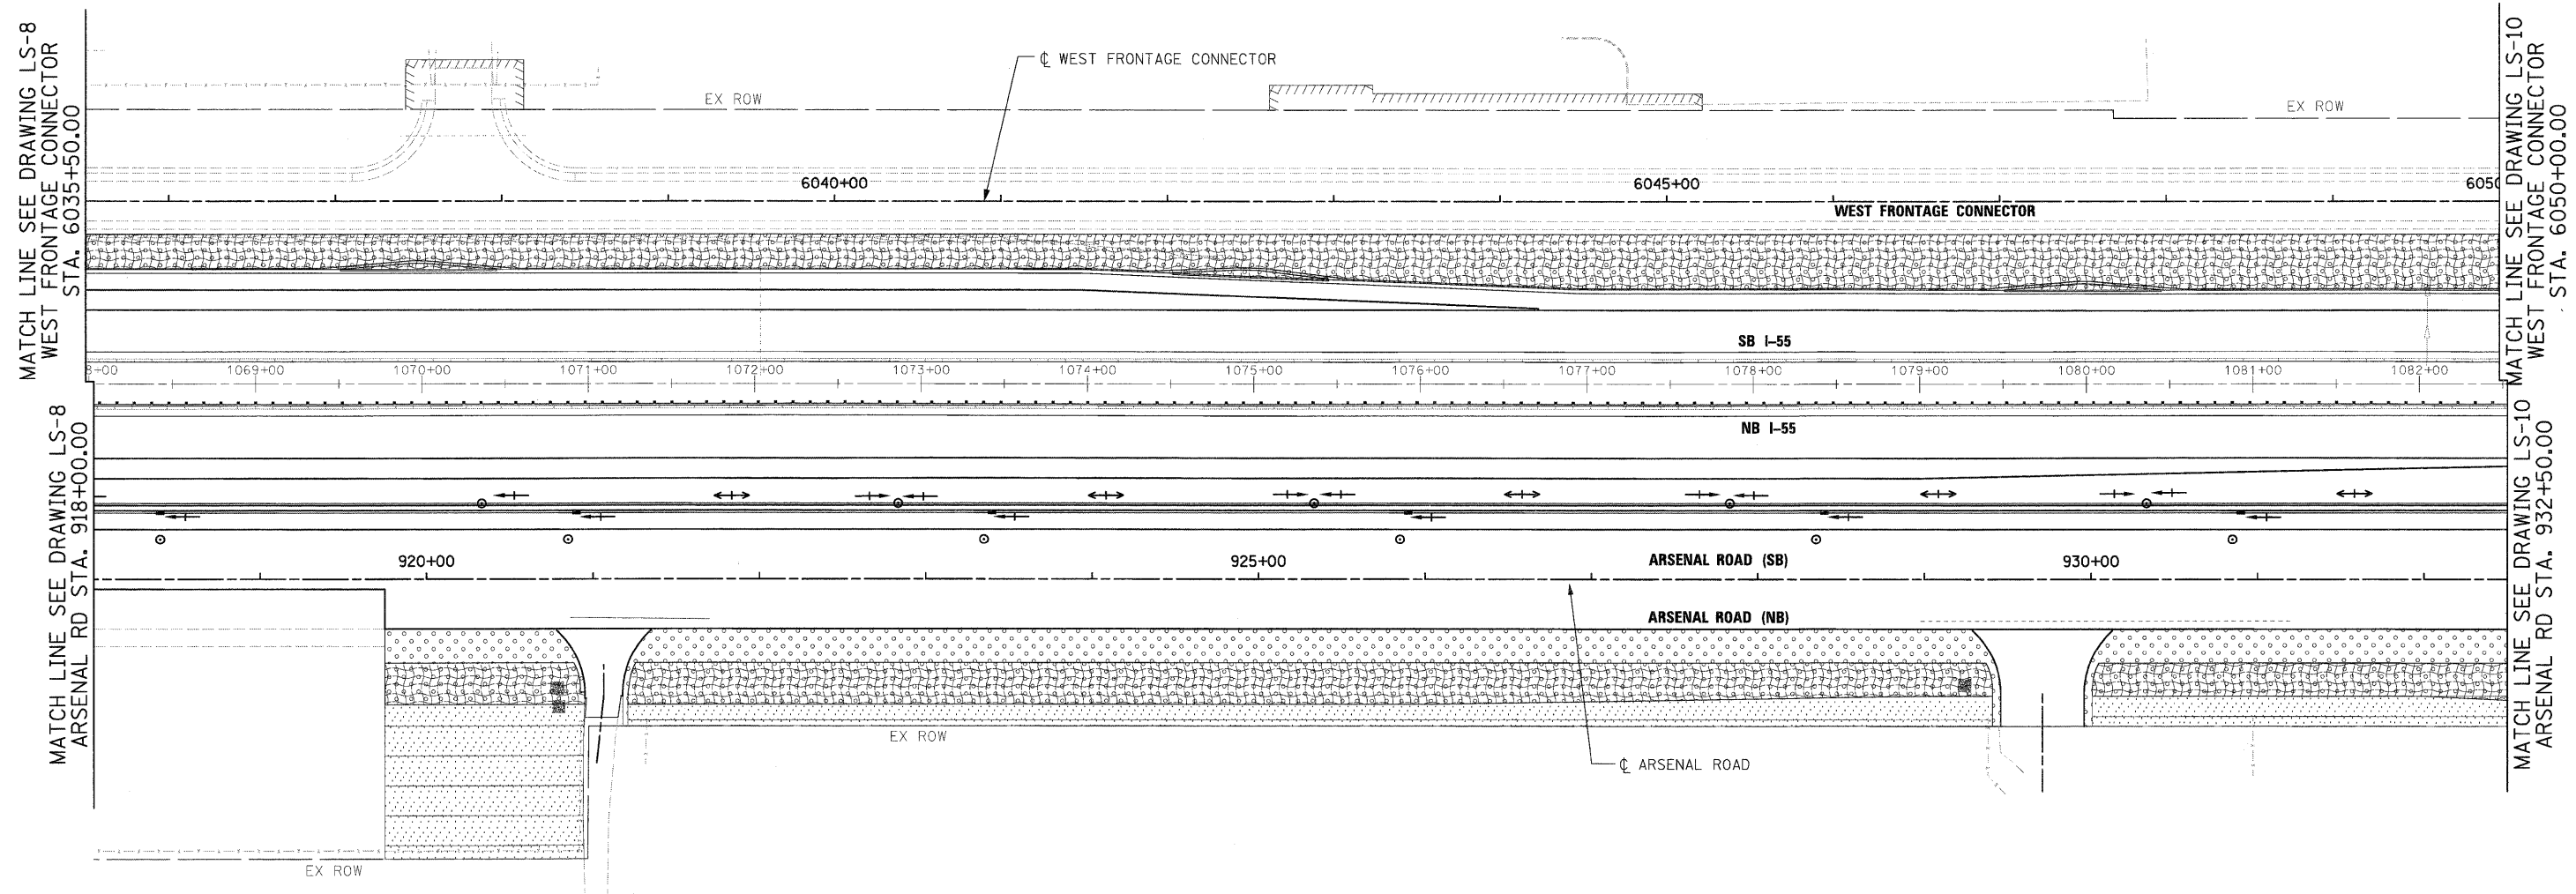 MATCH LINE SEE DRAWING LS-8
WEST FRONTAGE CONNECTOR
STA. 6035+50.00
℄ WEST FRONTAGE CONNECTOR
EX ROW
EX ROW
6040+00
6045+00
6050
WEST FRONTAGE CONNECTOR
MATCH LINE SEE DRAWING LS-10
WEST FRONTAGE CONNECTOR
STA. 6050+00.00
SB I-55
8+00
1069+00
1070+00
1071+00
1072+00
1073+00
1074+00
1075+00
1076+00
1077+00
1078+00
1079+00
1080+00
1081+00
1082+00
NB I-55
MATCH LINE SEE DRAWING LS-8
ARSENAL RD STA. 918+00.00
920+00
925+00
930+00
ARSENAL ROAD (SB)
ARSENAL ROAD (NB)
EX ROW
℄ ARSENAL ROAD
EX ROW
MATCH LINE SEE DRAWING LS-10
ARSENAL RD STA. 932+50.00